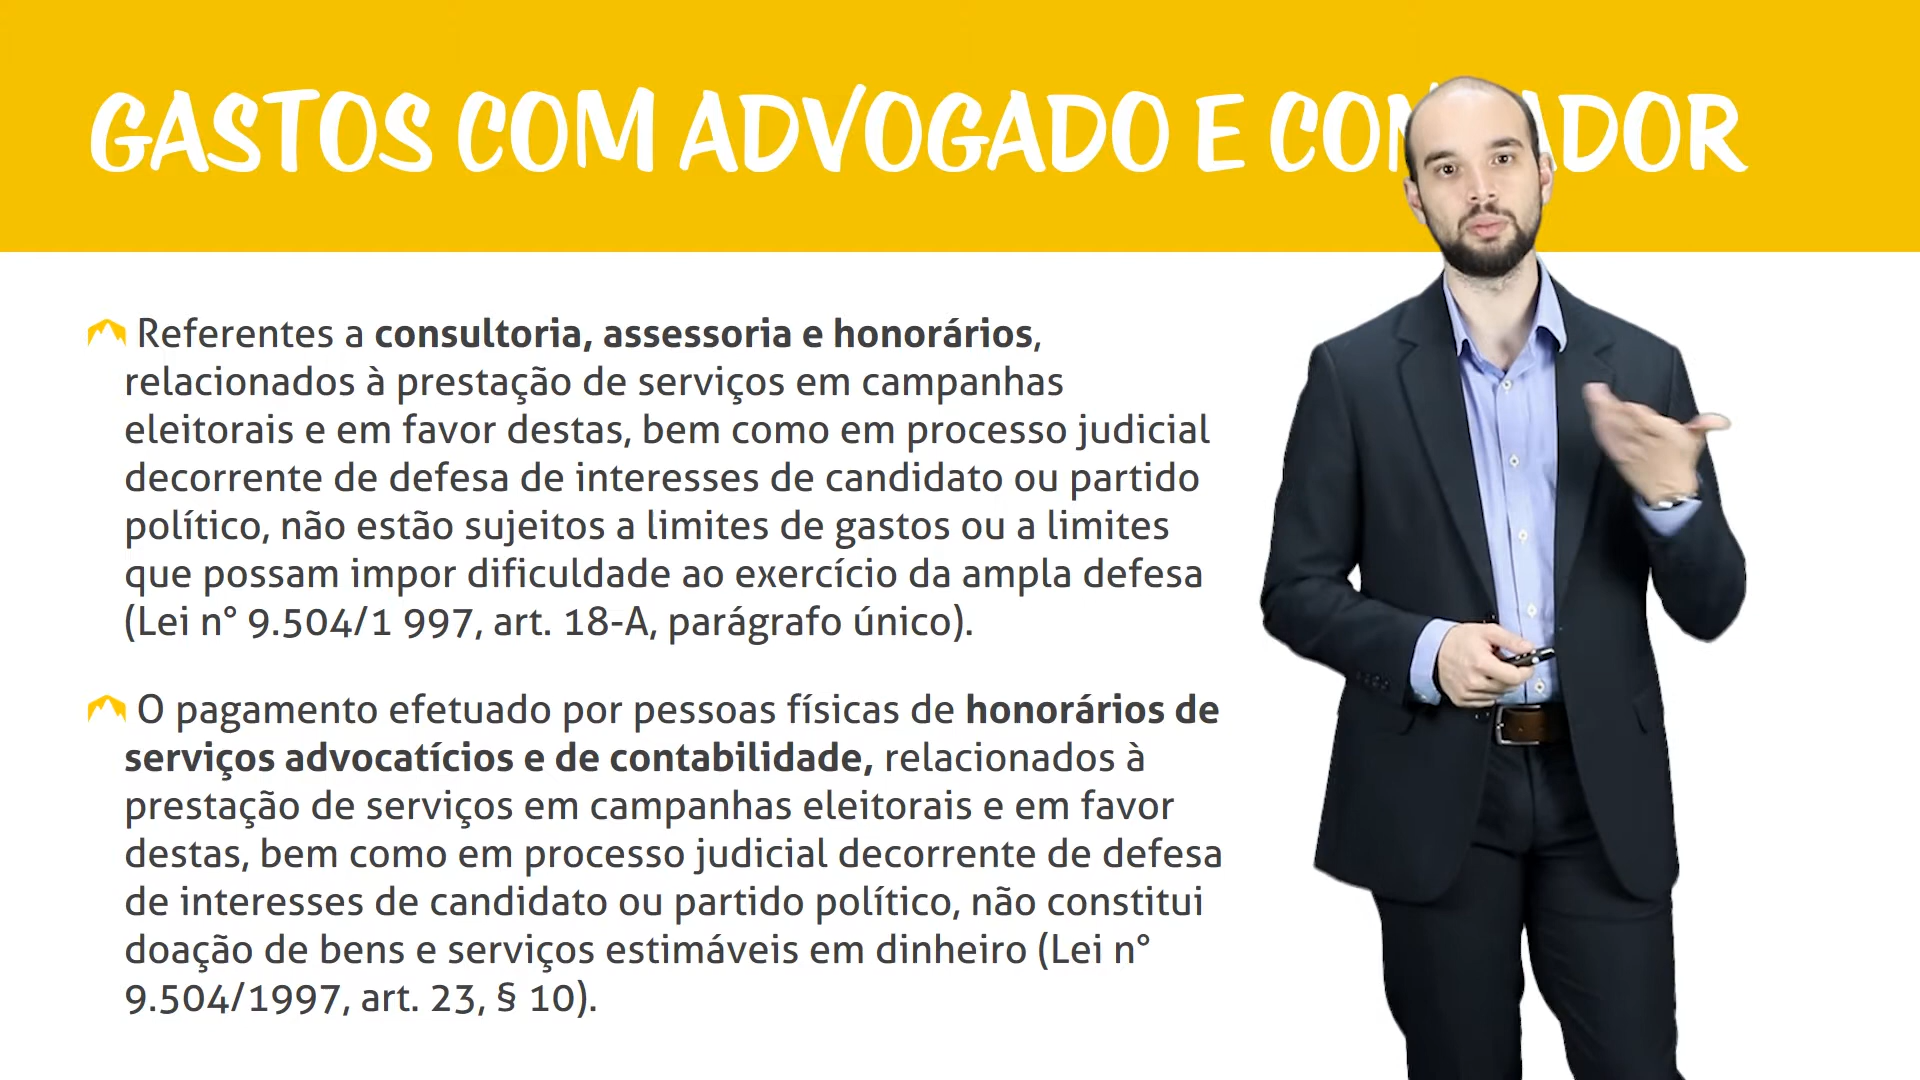 GASTOS COM ADVOGADO E
Referentes a consultoria, assessoria e honorários,
relacionados à prestação de serviços em campanhas
eleitorais e em favor destas, bem como em processo judicial
decorrente de defesa de interesses de candidato ou partido
político, não estão sujeitos a limites de gastos ou a limites
que possam impor dificuldade ao exercício da ampla defesa
(Lei n° 9.504/1 997, art. 18-A, parágrafo único).
O pagamento efetuado por pessoas físicas de honorários de
serviços advocatícios e de contabilidade, relacionados à
prestação de serviços em campanhas eleitorais e em favor
destas, bem como em processo judicial decorrente de defesa
de interesses de candidato ou partido político, não constitui
doação de bens e serviços estimáveis em dinheiro (Lei n°
9.504/1997, art. 23, § 10).